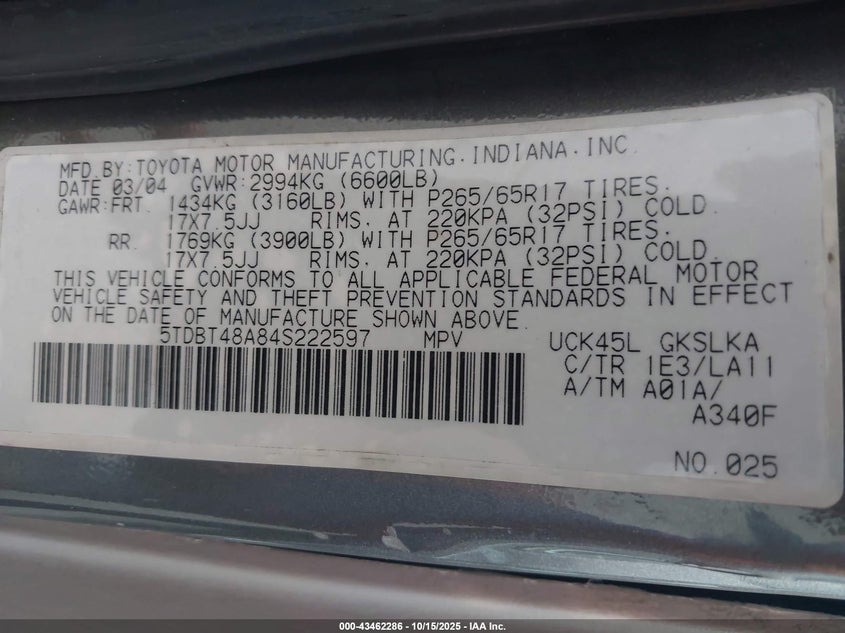 MFD.BY:TOYOTA MOTOR MANUFACTURING.INDIANA.INC.
DATE 03/04 GVWR:2994KG (6600LB)
GAWR:FRT. 1434KG (3160LB) WITH P265/65R17 TIRES.
17X7.5JJ RIMS. AT 220KPA (32PSI) COLD.
RR. 1769KG (3900LB) WITH P265/65R17 TIRES.
17X7.5JJ RIMS. AT 220KPA (32PSI) COLD.
THIS VEHICLE CONFORMS TO ALL APPLICABLE FEDERAL MOTOR
VEHICLE SAFETY AND THEFT PREVENTION STANDARDS IN EFFECT
ON THE DATE OF MANUFACTURE SHOWN ABOVE.
5TDBT48A84S222597 MPV UCK45L GKSLKA
C/TR 1E3/LA11
A/TM A01A/
A340F
NO.025
000-43462286 - 10/15/2025 - IAA Inc.